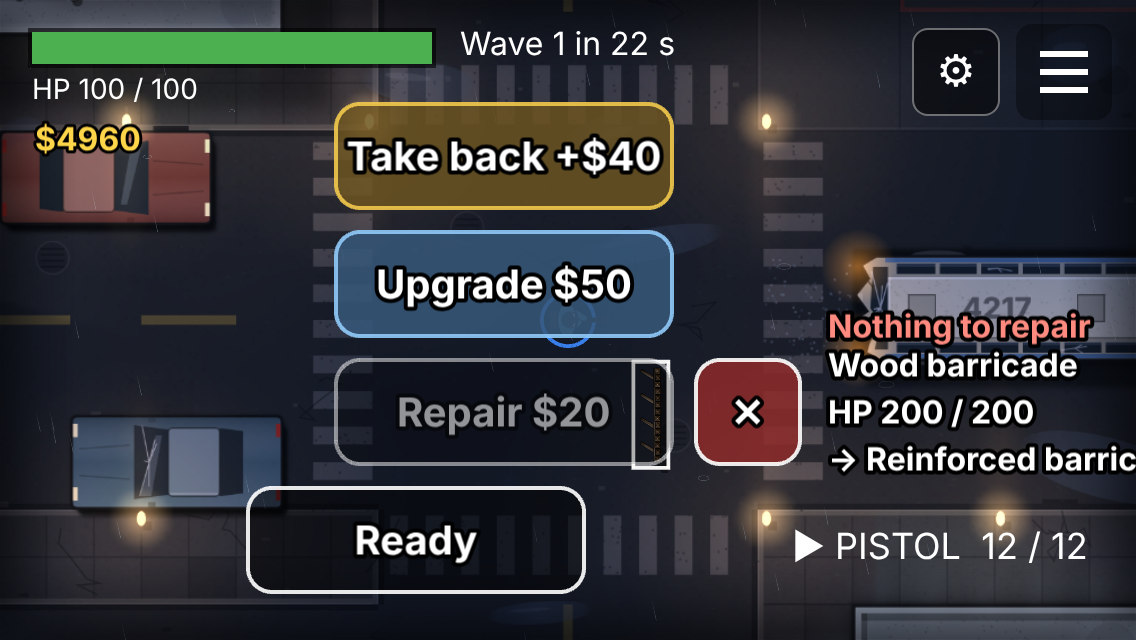 Wave 1 in 22 s
HP 100 / 100
$4960
Take back +$40
Upgrade $50
4217
Nothing to repair
Wood barricade
Repair $20
×
HP 200 / 200
→ Reinforced barric
Ready
▶ PISTOL 12 / 12